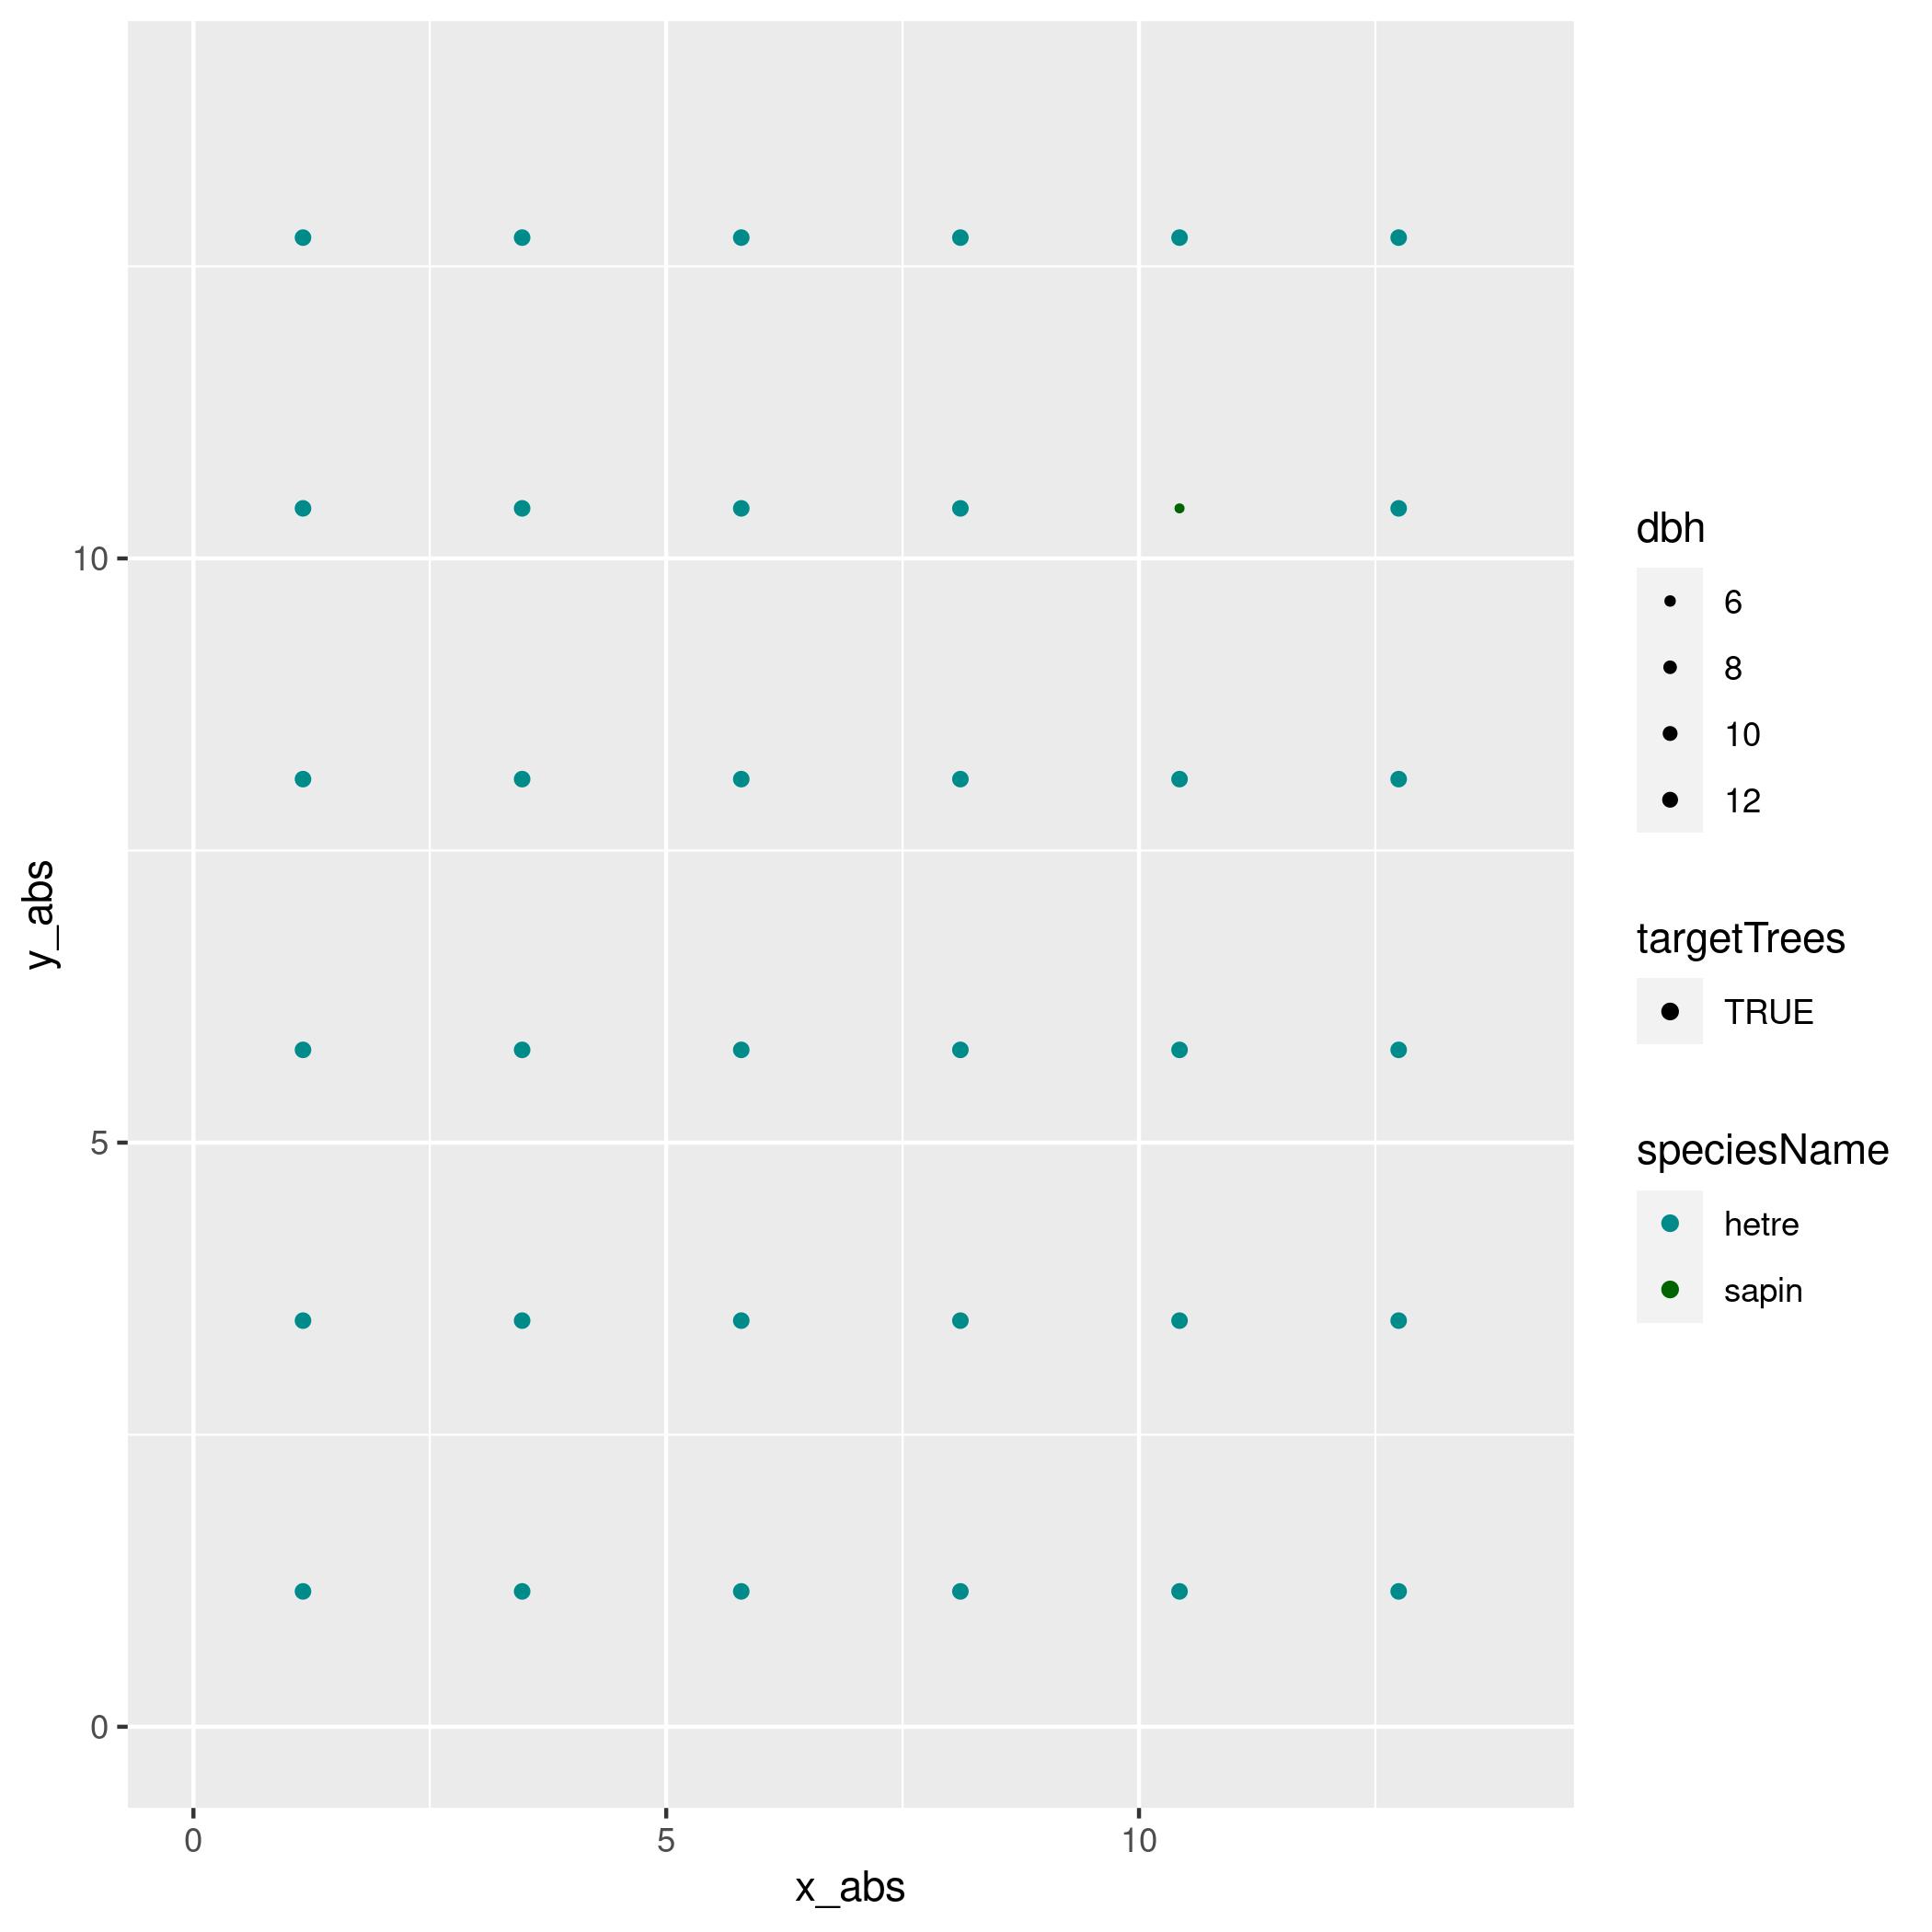 10
5
0
y_abs
0 5 10
x_abs
dbh
6
8
10
12
targetTrees
TRUE
speciesName
hetre
sapin